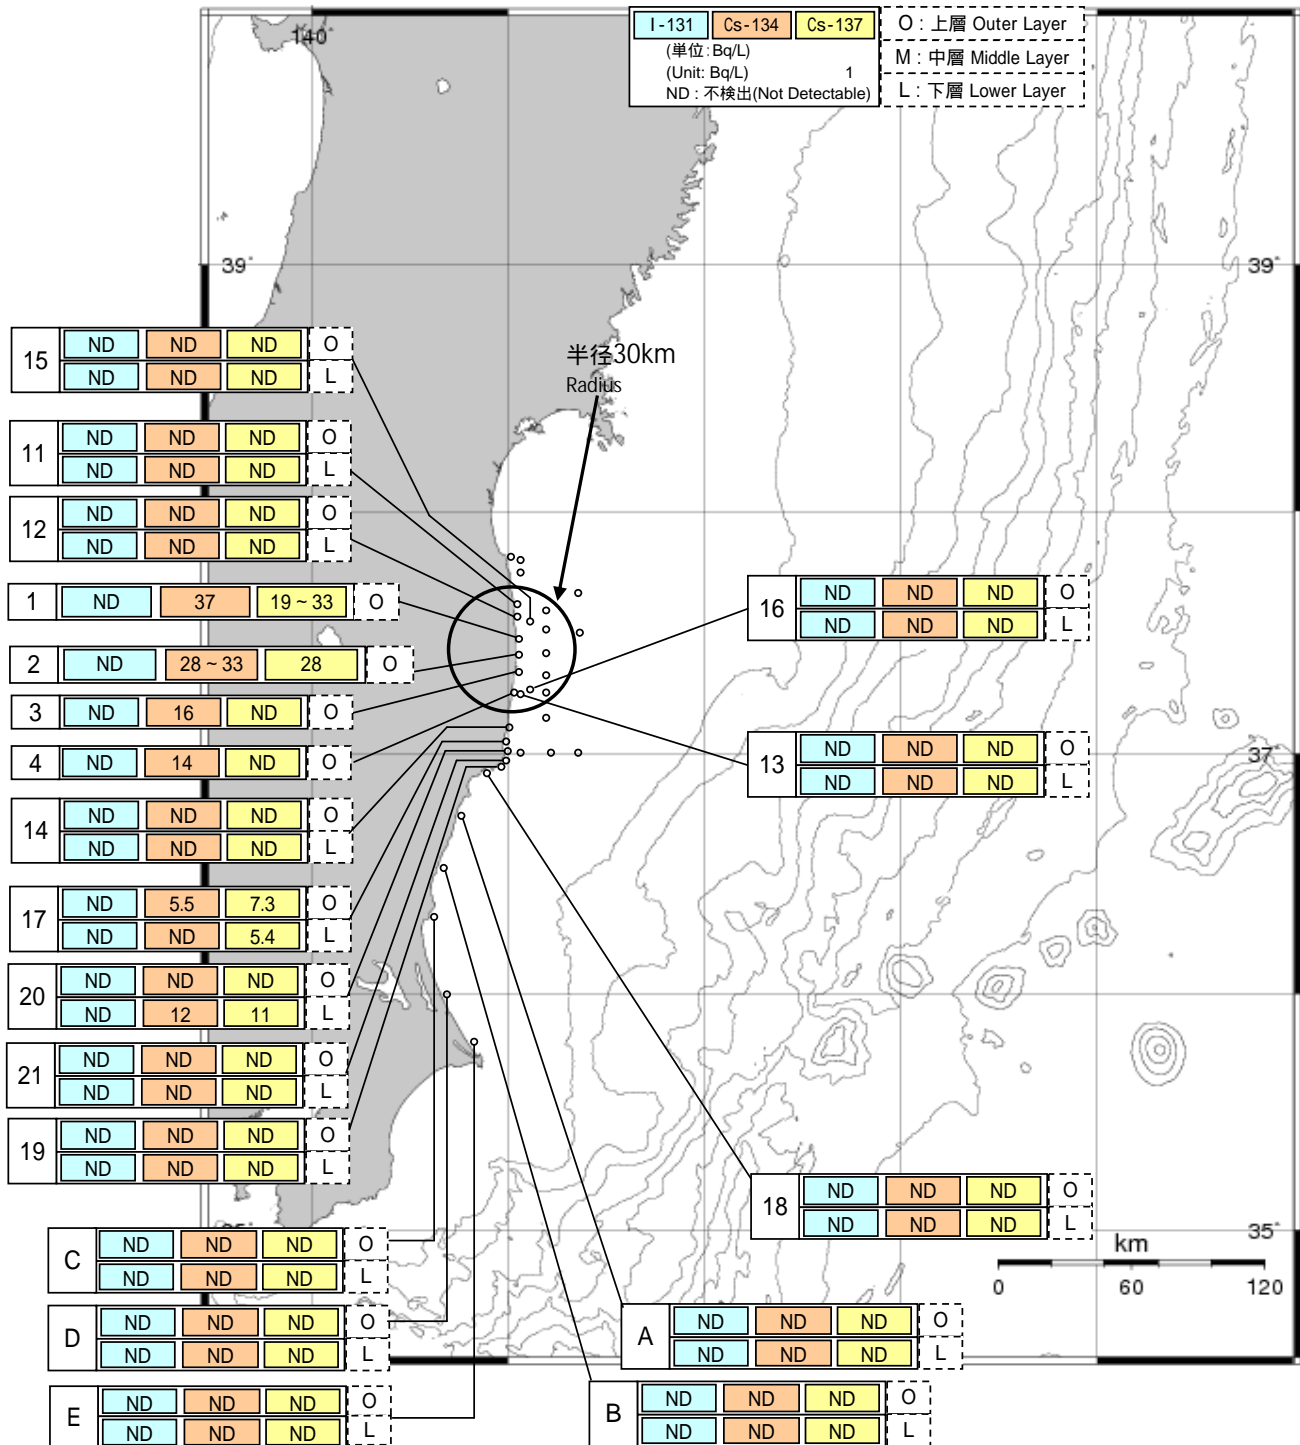 140°
I-131 Cs-134 Cs-137
(単位:Bq/L)
(Unit: Bq/L) 1
ND : 不検出(Not Detectable)
O : 上層 Outer Layer
M : 中層 Middle Layer
L : 下層 Lower Layer
39° 39°
半径30km
Radius
15 ND ND ND O
ND ND ND L
11 ND ND ND O
ND ND ND L
12 ND ND ND O
ND ND ND L
1 ND 37 19～33 O
2 ND 28～33 28 O
3 ND 16 ND O
4 ND 14 ND O
14 ND ND ND O
ND ND ND L
17 ND 5.5 7.3 O
ND ND 5.4 L
20 ND ND ND O
ND 12 11 L
21 ND ND ND O
ND ND ND L
19 ND ND ND O
ND ND ND L
16 ND ND ND O
ND ND ND L
37°
13 ND ND ND O
ND ND ND L
18 ND ND ND O
ND ND ND L
35°
km
0 60 120
C ND ND ND O
ND ND ND L
D ND ND ND O
ND ND ND L
E ND ND ND O
ND ND ND L
A ND ND ND O
ND ND ND L
B ND ND ND O
ND ND ND L